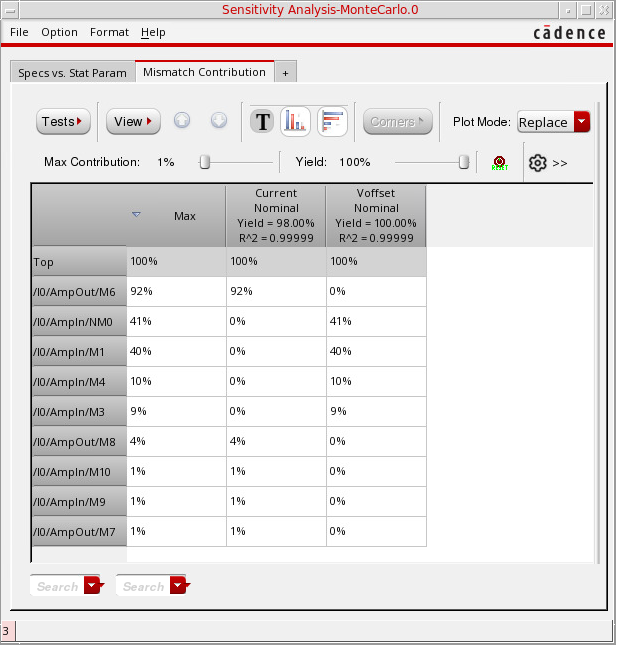 Sensitivity Analysis-MonteCarlo.0
File Option Format Help
cādence
Specs vs. Stat Param Mismatch Contribution +
Tests View T Corners Plot Mode: Replace
Max Contribution: 1% Yield: 100% RESET >>
Max
Current
Nominal
Yield = 98.00%
R^2 = 0.99999
Voffset
Nominal
Yield = 100.00%
R^2 = 0.99999
Top 100% 100% 100%
/I0/AmpOut/M6 92% 92% 0%
/I0/AmpIn/NM0 41% 0% 41%
/I0/AmpIn/M1 40% 0% 40%
/I0/AmpIn/M4 10% 0% 10%
/I0/AmpIn/M3 9% 0% 9%
/I0/AmpOut/M8 4% 4% 0%
/I0/AmpIn/M10 1% 1% 0%
/I0/AmpIn/M9 1% 1% 0%
/I0/AmpOut/M7 1% 1% 0%
Search Search
3